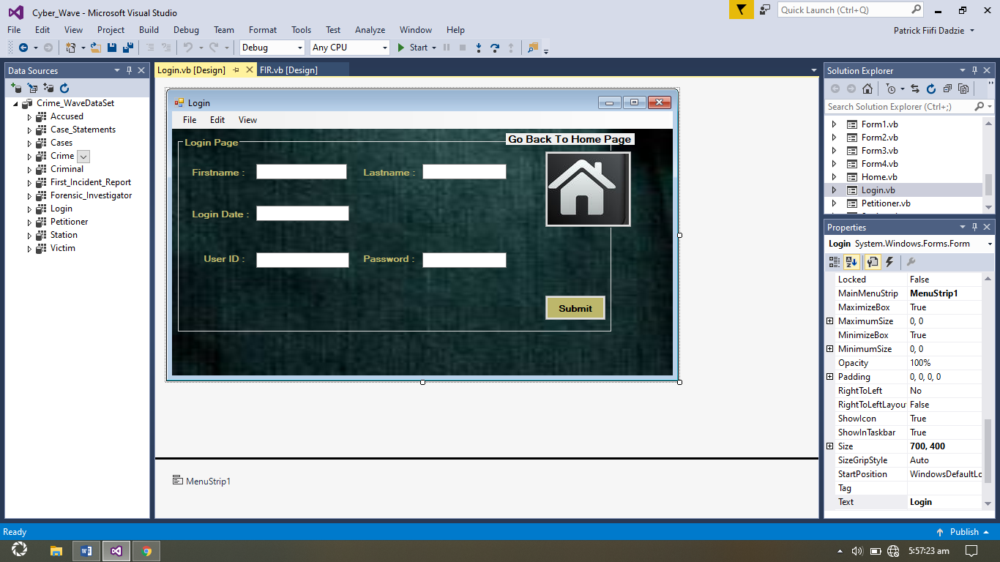 Cyber_Wave - Microsoft Visual Studio
Quick Launch (Ctrl+Q)
File Edit View Project Build Debug Team Format Tools Test Analyze Window Help
Patrick Fiifi Dadzie
Debug Any CPU Start
Data Sources
Crime_WaveDataSet
Accused
Case_Statements
Cases
Crime
Criminal
First_Incident_Report
Forensic_Investigator
Login
Petitioner
Station
Victim
Login.vb [Design] FIR.vb [Design]
Login
File Edit View
Login Page
Go Back To Home Page
Firstname : Lastname :
Login Date :
User ID : Password :
Submit
MenuStrip1
Solution Explorer
Search Solution Explorer (Ctrl+;)
Form1.vb
Form2.vb
Form3.vb
Form4.vb
Home.vb
Login.vb
Petitioner.vb
Properties
Login System.Windows.Forms.Form
Locked False
MainMenuStrip MenuStrip1
MaximizeBox True
MaximumSize 0, 0
MinimizeBox True
MinimumSize 0, 0
Opacity 100%
Padding 0, 0, 0, 0
RightToLeft No
RightToLeftLayou False
ShowIcon True
ShowInTaskbar True
Size 700, 400
SizeGripStyle Auto
StartPosition WindowsDefaultLo
Tag
Text Login
Ready
Publish
5:57:23 am